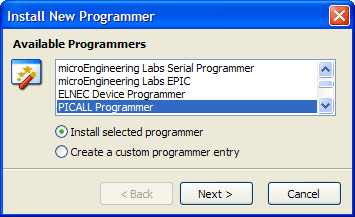 Install New Programmer
Available Programmers
microEngineering Labs Serial Programmer
microEngineering Labs EPIC
ELNEC Device Programmer
PICALL Programmer
Install selected programmer
Create a custom programmer entry
< Back
Next >
Cancel